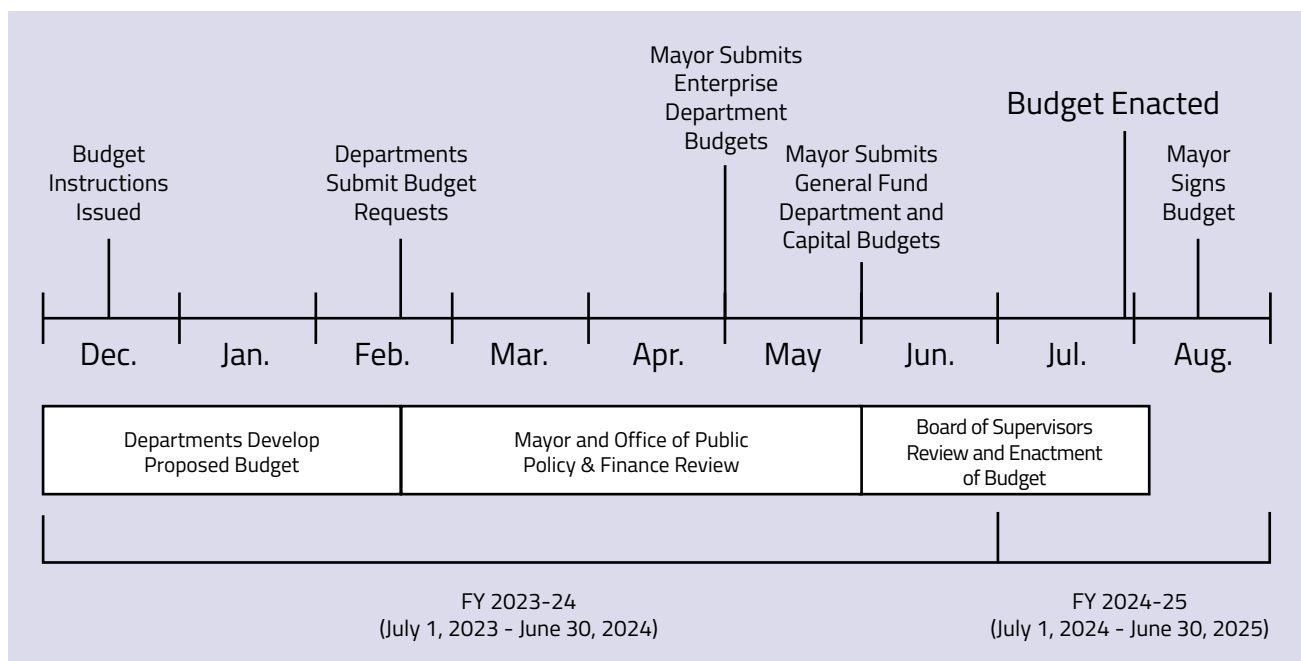 Mayor Submits
Enterprise
Department
Budgets
Budget Enacted
Budget
Instructions
Issued
Departments
Submit Budget
Requests
Mayor Submits
General Fund
Department and
Capital Budgets
Mayor
Signs
Budget
Dec. Jan. Feb. Mar. Apr. May Jun. Jul. Aug.
Departments Develop
Proposed Budget
Mayor and Office of Public
Policy & Finance Review
Board of Supervisors
Review and Enactment
of Budget
FY 2023-24
(July 1, 2023 - June 30, 2024)
FY 2024-25
(July 1, 2024 - June 30, 2025)